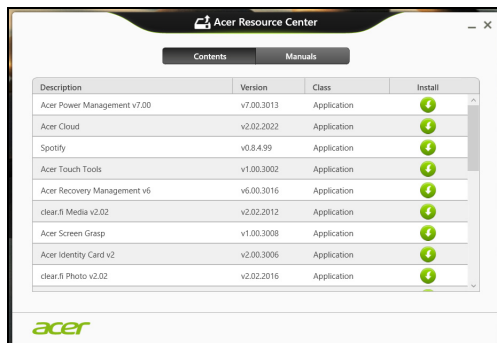 Acer Resource Center
Contents Manuals
Description Version Class Install
Acer Power Management v7.00 v7.00.3013 Application
Acer Cloud v2.02.2022 Application
Spotify v0.8.4.99 Application
Acer Touch Tools v1.00.3002 Application
Acer Recovery Management v6 v6.00.3016 Application
clear.fi Media v2.02 v2.02.2012 Application
Acer Screen Grasp v1.00.3008 Application
Acer Identity Card v2 v2.00.3006 Application
clear.fi Photo v2.02 v2.02.2016 Application
acer